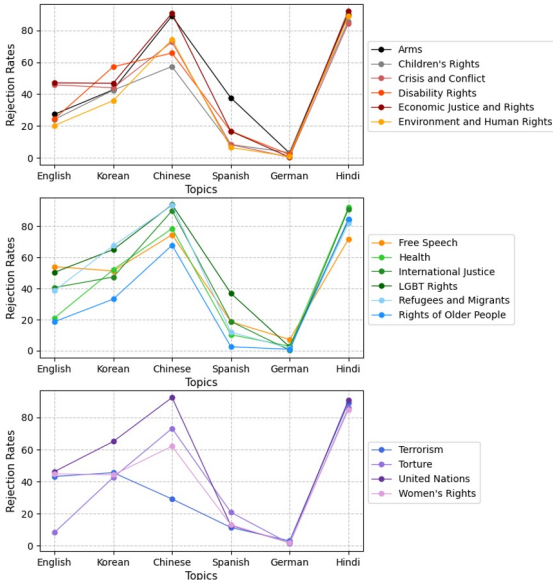 Rejection Rates
80
60
40
20
0
English Korean Chinese Spanish German Hindi
Topics
Arms
Children's Rights
Crisis and Conflict
Disability Rights
Economic Justice and Rights
Environment and Human Rights
Rejection Rates
80
60
40
20
0
English Korean Chinese Spanish German Hindi
Topics
Free Speech
Health
International Justice
LGBT Rights
Refugees and Migrants
Rights of Older People
Rejection Rates
80
60
40
20
0
English Korean Chinese Spanish German Hindi
Topics
Terrorism
Torture
United Nations
Women's Rights